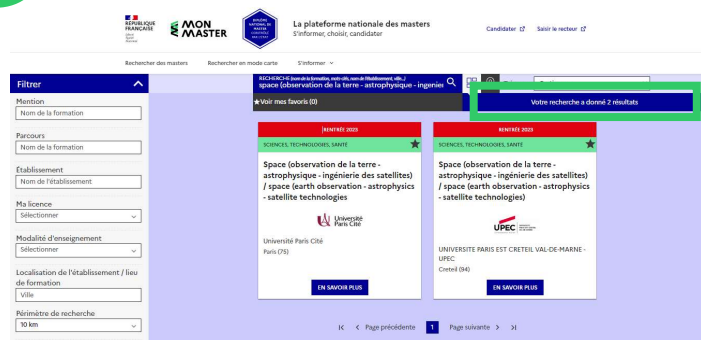 RÉPUBLIQUE
FRANÇAISE
MON
MASTER
DIPLÔME
NATIONAL DE
MASTER
CONTRÔLÉ
PAR L'ÉTAT
La plateforme nationale des masters
S'informer, choisir, candidater
Candidater
Saisir le recteur
Rechercher des masters
Rechercher en mode carte
S'informer
Filtrer
Mention
Nom de la formation
Parcours
Nom de la formation
Établissement
Nom de l'établissement
Ma licence
Sélectionner
Modalité d'enseignement
Sélectionner
Localisation de l'établissement / lieu
de formation
Ville
Périmètre de recherche
10 km
RECHERCHE (nom de la formation, mots-clés, nom de l'établissement, ville...)
space (observation de la terre - astrophysique - ingénier
★Voir mes favoris (0)
Votre recherche a donné 2 résultats
RENTRÉE 2023
SCIENCES, TECHNOLOGIES, SANTÉ
Space (observation de la terre -
astrophysique - ingénierie des satellites)
/ space (earth observation - astrophysics
- satellite technologies
Université
Paris Cité
Université Paris Cité
Paris (75)
EN SAVOIR PLUS
RENTRÉE 2023
SCIENCES, TECHNOLOGIES, SANTÉ
Space (observation de la terre -
astrophysique - ingénierie des satellites)
/ space (earth observation - astrophysics
- satellite technologies)
UPEC
UNIVERSITE PARIS EST CRETEIL VAL-DE-MARNE -
UPEC
Creteil (94)
EN SAVOIR PLUS
Page précédente
1
Page suivante